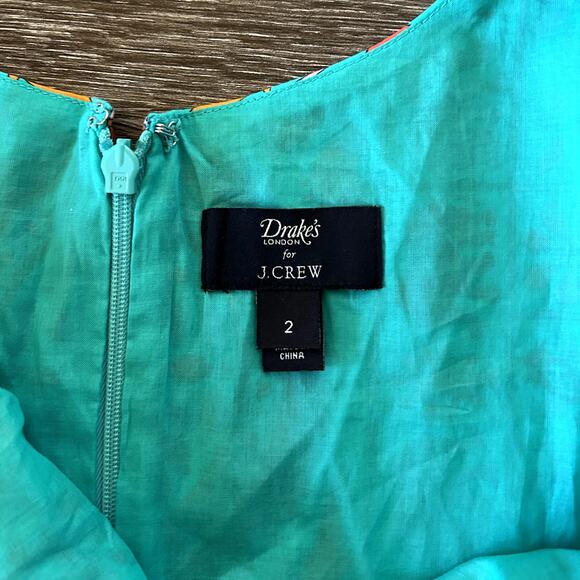 Drake's
LONDON
for
J.CREW
2
CHINA